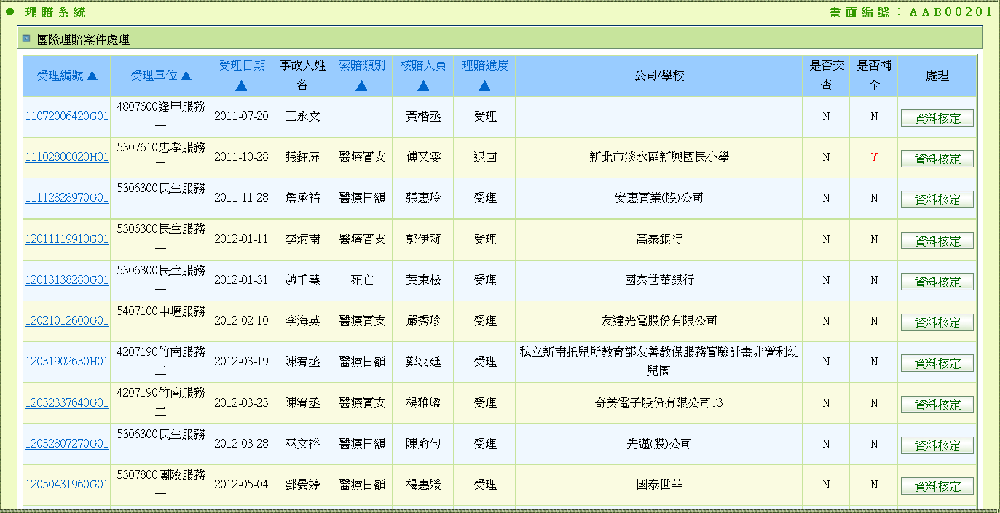 理賠系統 畫面編號：AAB00201
團險理賠案件處理
受理編號▲ 受理單位▲ 受理日期▲ 事故人姓名 索賠類別▲ 核賠人員▲ 理賠進度▲ 公司/學校 是否交查 是否補全 處理
11072006420G01 4807600逢甲服務一 2011-07-20 王永文 黃楷丞 受理 N N 資料核定
11102800020H01 5307610忠孝服務二 2011-10-28 張鈺屏 醫療實支 傅又雯 退回 新北市淡水區新興國民小學 N Y 資料核定
11112828970G01 5306300民生服務一 2011-11-28 詹承祐 醫療日額 張惠玲 受理 安惠實業(股)公司 N N 資料核定
12011119910G01 5306300民生服務一 2012-01-11 李炳南 醫療實支 郭伊莉 受理 萬泰銀行 N N 資料核定
12013138280G01 5306300民生服務一 2012-01-31 趙千慧 死亡 葉東松 受理 國泰世華銀行 N N 資料核定
12021012600G01 5407100中壢服務一 2012-02-10 李海英 醫療實支 嚴秀珍 受理 友達光電股份有限公司 N N 資料核定
12031902630H01 4207190竹南服務二 2012-03-19 陳宥丞 醫療日額 鄭羽廷 受理 私立新南托兒所教育部友善教保服務實驗計畫非營利幼兒園 N N 資料核定
12032337640G01 4207190竹南服務二 2012-03-23 陳宥丞 醫療實支 楊雅 受理 奇美電子股份有限公司T3 N N 資料核定
12032807270G01 5306300民生服務一 2012-03-28 巫文裕 醫療日額 陳俞勻 受理 先邁(股)公司 N N 資料核定
12050431960G01 5307800團險服務一 2012-05-04 鄧晏婷 醫療日額 楊惠媛 受理 國泰世華 N N 資料核定